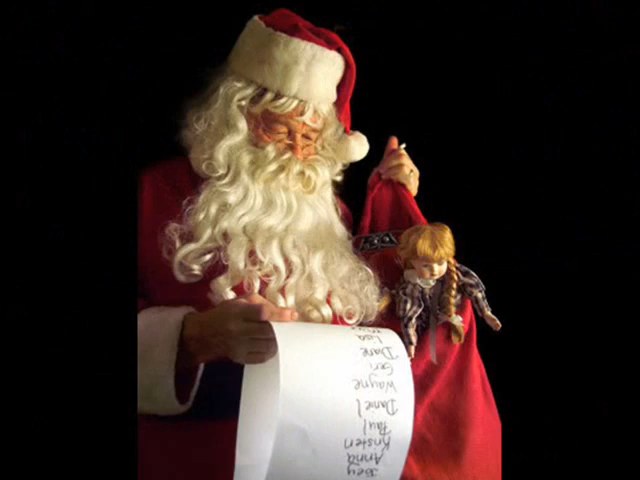 Joey
Anna
Kristen
Paul
Daniel
Wayne
Geri
Diane
Lisa